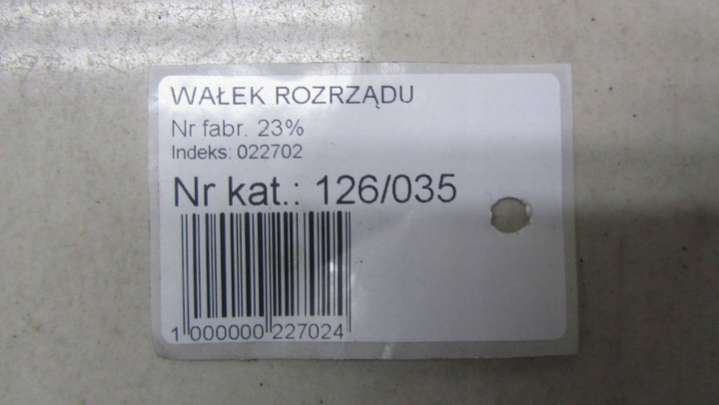 WAŁEK ROZRZĄDU
Nr fabr. 23%
Indeks: 022702
Nr kat.: 126/035
1 000000 227024